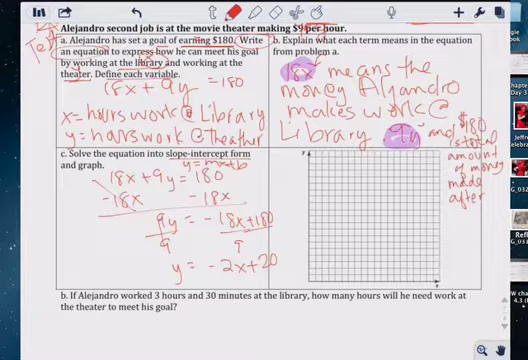 Alejandro second job is at the movie theater making $9 per hour.
a. Alejandro has set a goal of earning $180. Write
an equation to express how he can meet his goal
by working at the library and working at the
theater. Define each variable.
18x + 9y = 180
x = hours work @ Library
y = hours work @ Theather
b. Explain what each term means in the equation
from problem a.
18x means the
money Aljandro
makes work @
Library 9y and $180
is total
amount
of money
made
after
c. Solve the equation into slope-intercept form
and graph.
y = mx+b
18x + 9y = 180
-18x -18x
9y = -18x+180
9 9
y = -2x+20
y
x
b. If Alejandro worked 3 hours and 30 minutes at the library, how many hours will he need work at
the theater to meet his goal?